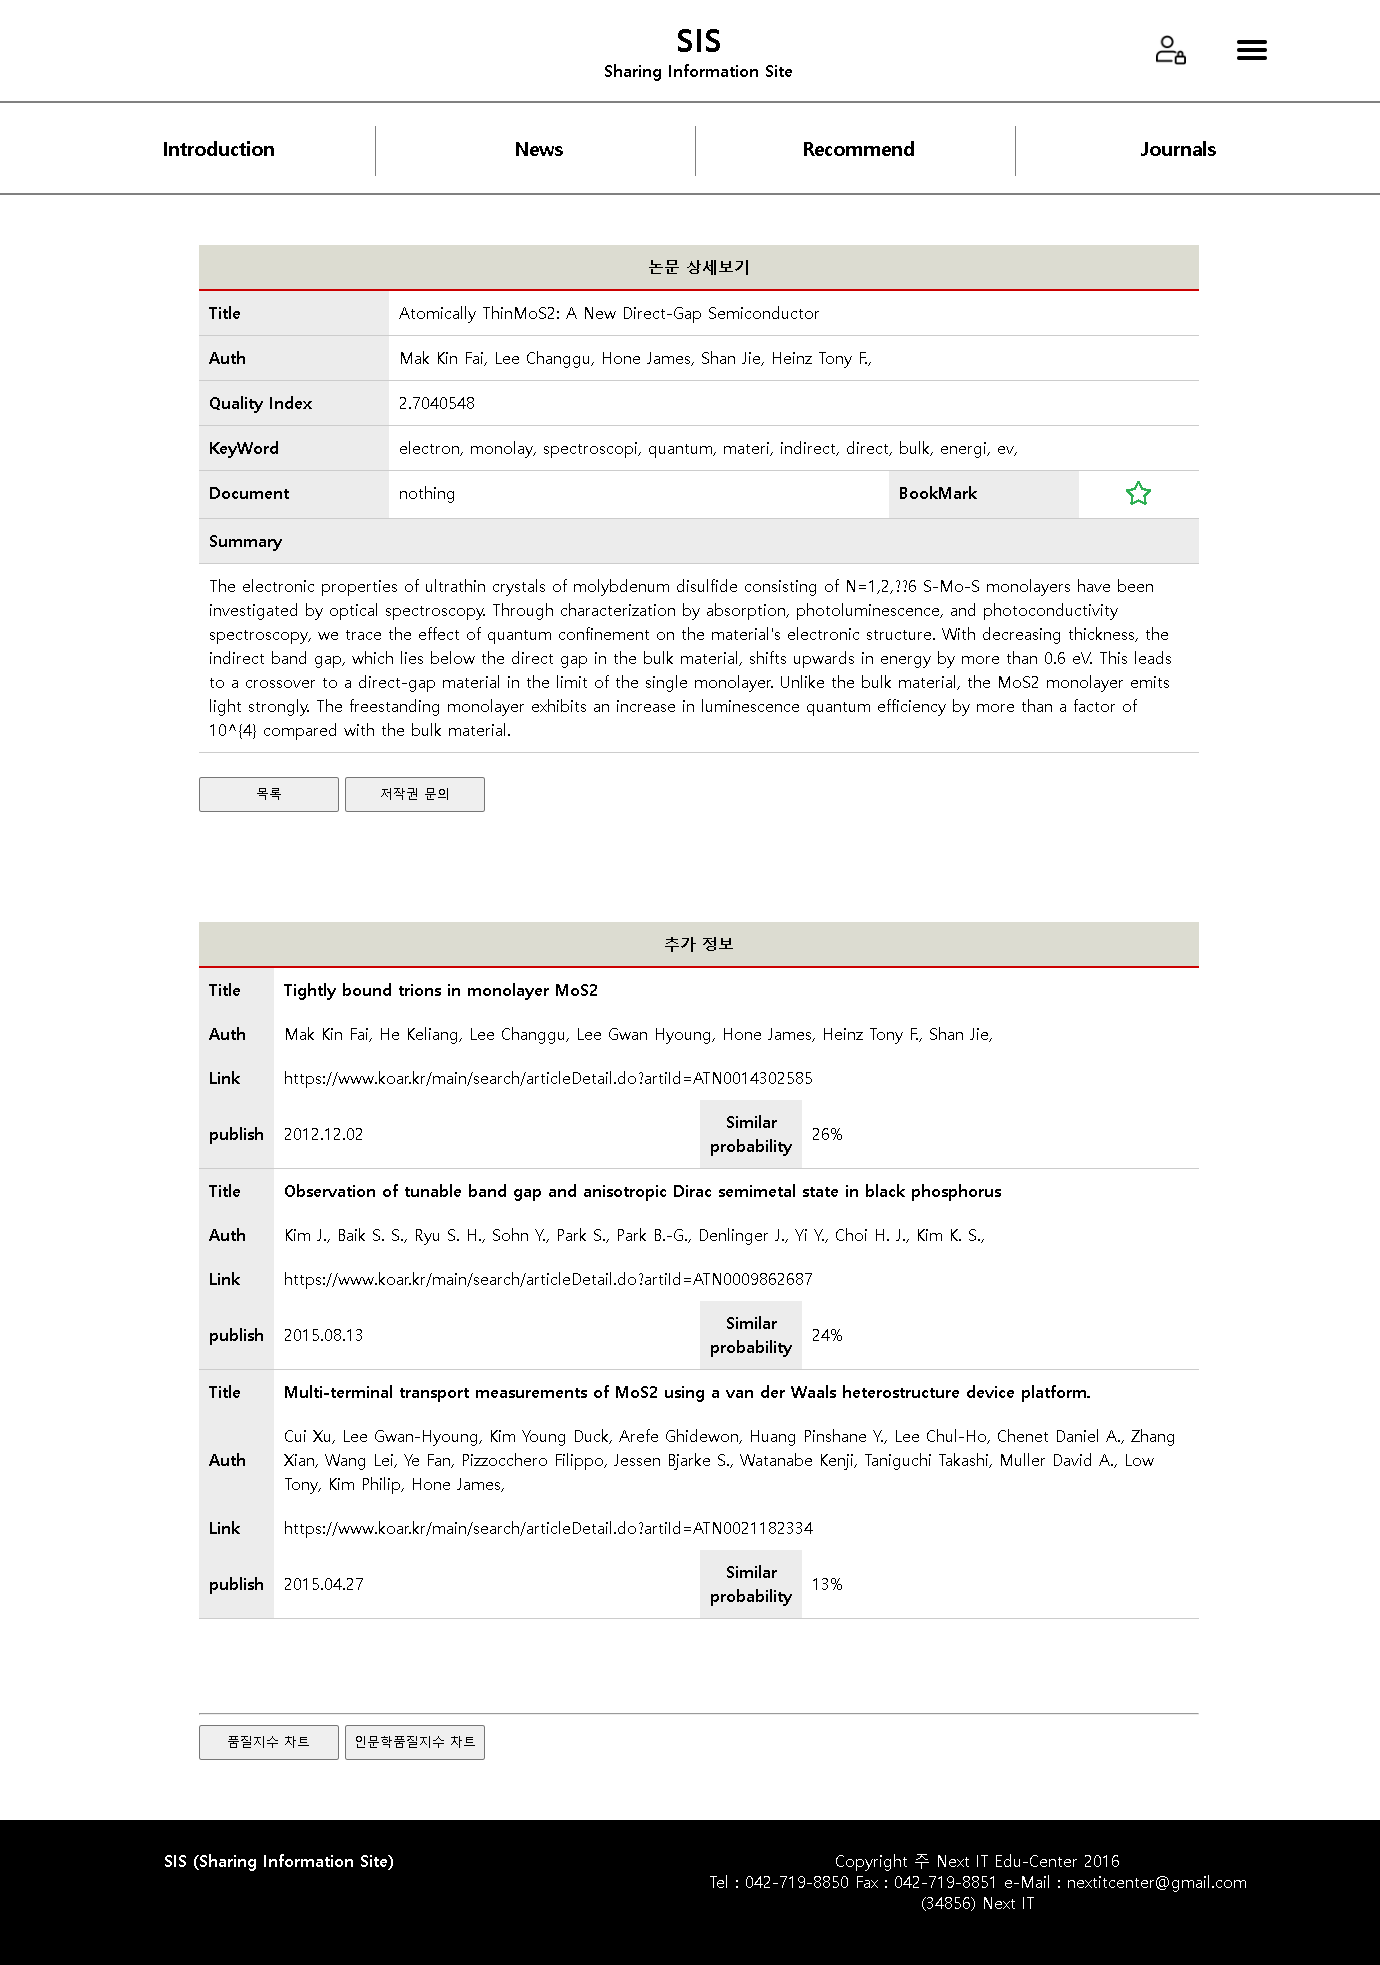 SIS
Sharing Information Site
Introduction
News
Recommend
Journals
논문 상세보기
Title
Atomically ThinMoS2: A New Direct-Gap Semiconductor
Auth
Mak Kin Fai, Lee Changgu, Hone James, Shan Jie, Heinz Tony F.,
Quality Index
2.7040548
KeyWord
electron, monolay, spectroscopi, quantum, materi, indirect, direct, bulk, energi, ev,
Document
nothing
BookMark
Summary
The electronic properties of ultrathin crystals of molybdenum disulfide consisting of N=1,2,??6 S-Mo-S monolayers have been
investigated by optical spectroscopy. Through characterization by absorption, photoluminescence, and photoconductivity
spectroscopy, we trace the effect of quantum confinement on the material's electronic structure. With decreasing thickness, the
indirect band gap, which lies below the direct gap in the bulk material, shifts upwards in energy by more than 0.6 eV. This leads
to a crossover to a direct-gap material in the limit of the single monolayer. Unlike the bulk material, the MoS2 monolayer emits
light strongly. The freestanding monolayer exhibits an increase in luminescence quantum efficiency by more than a factor of
10^{4} compared with the bulk material.
목록
저작권 문의
추가 정보
Title
Tightly bound trions in monolayer MoS2
Auth
Mak Kin Fai, He Keliang, Lee Changgu, Lee Gwan Hyoung, Hone James, Heinz Tony F., Shan Jie,
Link
https://www.koar.kr/main/search/articleDetail.do?artiId=ATN0014302585
publish
2012.12.02
Similar
probability
26%
Title
Observation of tunable band gap and anisotropic Dirac semimetal state in black phosphorus
Auth
Kim J., Baik S. S., Ryu S. H., Sohn Y., Park S., Park B.-G., Denlinger J., Yi Y., Choi H. J., Kim K. S.,
Link
https://www.koar.kr/main/search/articleDetail.do?artiId=ATN0009862687
publish
2015.08.13
Similar
probability
24%
Title
Multi-terminal transport measurements of MoS2 using a van der Waals heterostructure device platform.
Auth
Cui Xu, Lee Gwan-Hyoung, Kim Young Duck, Arefe Ghidewon, Huang Pinshane Y., Lee Chul-Ho, Chenet Daniel A., Zhang
Xian, Wang Lei, Ye Fan, Pizzocchero Filippo, Jessen Bjarke S., Watanabe Kenji, Taniguchi Takashi, Muller David A., Low
Tony, Kim Philip, Hone James,
Link
https://www.koar.kr/main/search/articleDetail.do?artiId=ATN0021182334
publish
2015.04.27
Similar
probability
13%
품질지수 차트
인문학품질지수 차트
SIS (Sharing Information Site)
Copyright 주 Next IT Edu-Center 2016
Tel : 042-719-8850 Fax : 042-719-8851 e-Mail : nextitcenter@gmail.com
(34856) Next IT